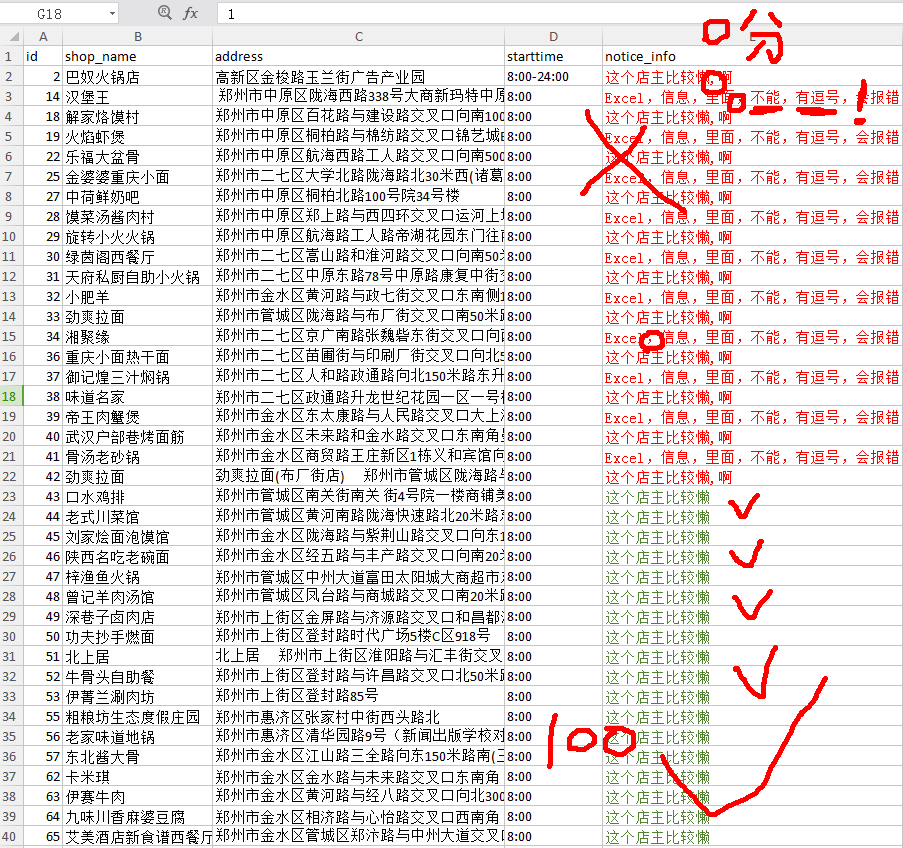 G18 fx 1
A B C D E
1 id shop_name address starttime notice_info
0分
2 2 巴奴火锅店 高新区金梭路玉兰街广告产业园 8:00-24:00 这个店主比较懒,啊
3 14 汉堡王 郑州市中原区陇海西路338号大商新玛特中原 8:00 Excel，信息，里面，不能，有逗号，会报错
!
4 18 解家烙馍村 郑州市中原区百花路与建设路交叉口向南100 8:00 这个店主比较懒,啊
5 19 火焰虾堡 郑州市中原区桐柏路与棉纺路交叉口锦艺城 8:00 Excel，信息，里面，不能，有逗号，会报错
6 22 乐福大盆骨 郑州市中原区航海西路工人路交叉口向南500 8:00 这个店主比较懒,啊
7 25 金婆婆重庆小面 郑州市二七区大学北路陇海路北30米西(诸葛 8:00 Excel，信息，里面，不能，有逗号，会报错
8 27 中荷鲜奶吧 郑州市中原区桐柏北路100号院34号楼 8:00 这个店主比较懒,啊
9 28 馍菜汤酱肉村 郑州市中原区郑上路与西四环交叉口运河上 8:00 Excel，信息，里面，不能，有逗号，会报错
10 29 旋转小火火锅 郑州市中原区航海路工人路帝湖花园东门往 8:00 这个店主比较懒,啊
11 30 绿茵阁西餐厅 郑州市二七区嵩山路和淮河路交叉口向南50 8:00 Excel，信息，里面，不能，有逗号，会报错
12 31 天府私厨自助小火锅 郑州市二七区中原东路78号中原路康复中街 8:00 这个店主比较懒,啊
13 32 小肥羊 郑州市金水区黄河路与政七街交叉口东南侧 8:00 Excel，信息，里面，不能，有逗号，会报错
14 33 劲爽拉面 郑州市管城区陇海路与布厂街交叉口南50米 8:00 这个店主比较懒,啊
15 34 湘聚缘 郑州市二七区京广南路张魏砦东街交叉口向 8:00 Excel，信息，里面，不能，有逗号，会报错
16 36 重庆小面热干面 郑州市二七区苗圃街与印刷厂街交叉口向北5 8:00 这个店主比较懒,啊
17 37 御记煌三汁焖锅 郑州市二七区人和路政通路向北150米路东升 8:00 Excel，信息，里面，不能，有逗号，会报错
18 38 味道名家 郑州市二七区政通路升龙世纪花园一区一号 8:00 这个店主比较懒,啊
19 39 帝王肉蟹煲 郑州市金水区东太康路与人民路交叉口大上 8:00 Excel，信息，里面，不能，有逗号，会报错
20 40 武汉户部巷烤面筋 郑州市金水区未来路和金水路交叉口东南角 8:00 这个店主比较懒,啊
21 41 骨汤老砂锅 郑州市金水区商贸路王庄新区1栋义和宾馆向 8:00 Excel，信息，里面，不能，有逗号，会报错
22 42 劲爽拉面 劲爽拉面(布厂街店) 郑州市管城区陇海路与 8:00 这个店主比较懒,啊
23 43 口水鸡排 郑州市管城区南关街南关 街4号院一楼商铺 8:00 这个店主比较懒
24 44 老式川菜馆 郑州市管城区黄河南路陇海快速路北20米路 8:00 这个店主比较懒
25 45 刘家烩面泡馍馆 郑州市金水区陇海路与紫荆山路交叉口向东1 8:00 这个店主比较懒
26 46 陕西名吃老碗面 郑州市金水区经五路与丰产路交叉口向南20 8:00 这个店主比较懒
27 47 梓渔鱼火锅 郑州市管城区中州大道富田太阳城大商超市 8:00 这个店主比较懒
28 48 曾记羊肉汤馆 郑州市管城区凤台路与商城路交叉口南20米 8:00 这个店主比较懒
29 49 深巷子卤肉店 郑州市上街区金屏路与济源路交叉口和昌都 8:00 这个店主比较懒
30 50 功夫抄手燃面 郑州市上街区登封路时代广场5楼C区918号 8:00 这个店主比较懒
31 51 北上居 北上居 郑州市上街区淮阳路与汇丰街交叉 8:00 这个店主比较懒
32 52 牛骨头自助餐 郑州市上街区登封路与许昌路交叉口北50米 8:00 这个店主比较懒
33 53 伊菁兰涮肉坊 郑州市上街区登封路85号 8:00 这个店主比较懒
34 55 粗粮坊生态度假庄园 郑州市惠济区张家村中街西头路北 8:00 这个店主比较懒
35 56 老家味道地锅 郑州市惠济区清华园路9号（新闻出版学校对 8:00 这个店主比较懒
100
36 57 东北酱大骨 郑州市金水区江山路三全路向东150米路南( 8:00 这个店主比较懒
37 62 卡米琪 郑州市金水区金水路与未来路交叉口东南角 8:00 这个店主比较懒
38 63 伊赛牛肉 郑州市金水区黄河路与经八路交叉口向北300 8:00 这个店主比较懒
39 64 九味川香麻婆豆腐 郑州市金水区相济路与心怡路交叉口西南角 8:00 这个店主比较懒
40 65 艾美酒店新食谱西餐厅 郑州市金水区管城区郑汴路与中州大道交叉 8:00 这个店主比较懒